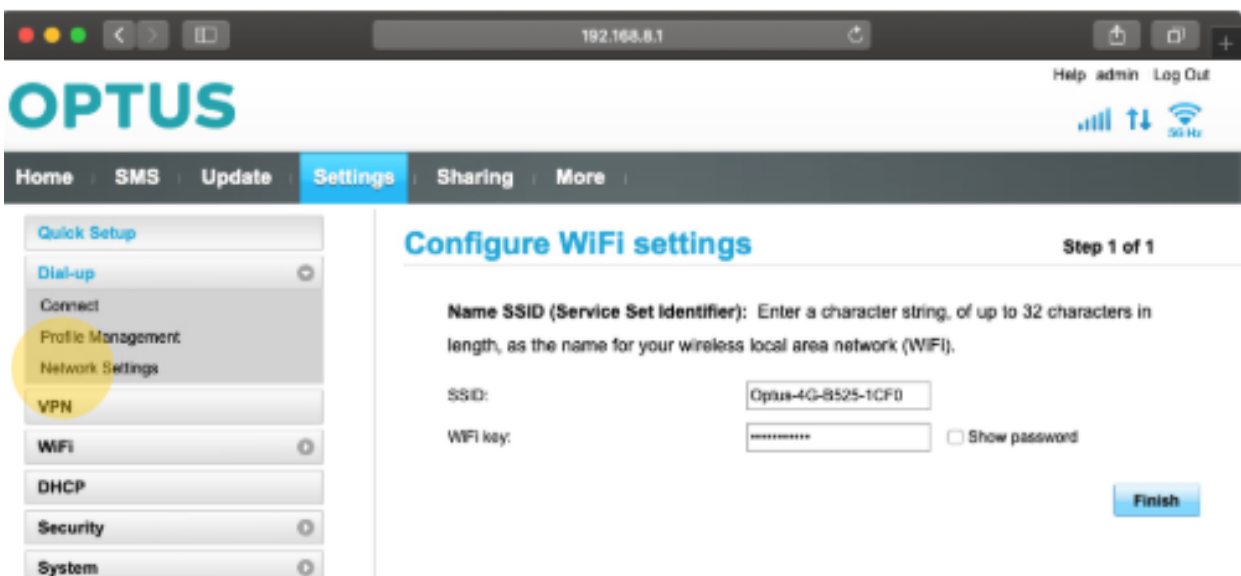 192.168.8.1
Help admin Log Out
OPTUS
5G Hz
Home SMS Update Settings Sharing More
Quick Setup
Configure WiFi settings
Step 1 of 1
Dial-up
Connect
Profile Management
Network Settings
VPN
WiFi
DHCP
Security
System
Name SSID (Service Set Identifier): Enter a character string, of up to 32 characters in
length, as the name for your wireless local area network (WiFi).
SSID: Optus-4G-B525-1CF0
WiFi key: ············ Show password
Finish